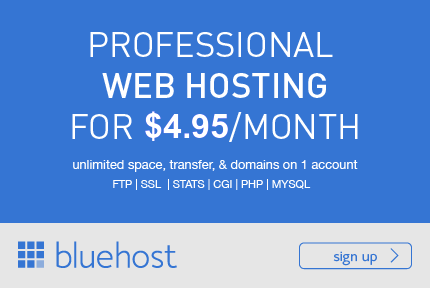 PROFESSIONAL
WEB HOSTING
FOR $4.95/MONTH
unlimited space, transfer, & domains on 1 account
FTP | SSL | STATS | CGI | PHP | MYSQL
bluehost
sign up